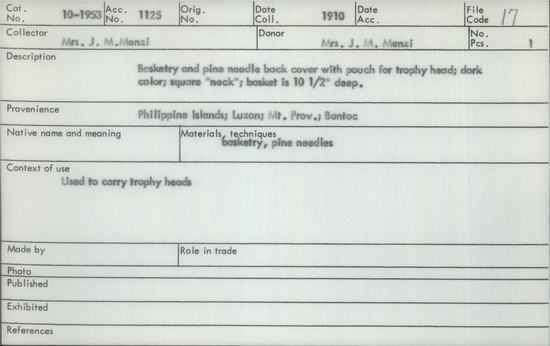 Cat. No. 10-1953 Acc. No. 1125 Orig. No. Date Coll. 1910 Date Acc. File Code 17
Collector Mrs. J. M. Menzi Donor Mrs. J. M. Menzi No. Pcs. 1
Description
Basketry and pine needle back cover with pouch for trophy head; dark
color; square "neck"; basket is 10 1/2" deep.
Provenience Philippine Islands; Luzon; Mt. Prov.; Bontoc
Native name and meaning Materials, techniques
basketry, pine needles
Context of use
Used to carry trophy heads
Made by Role in trade
Photo
Published
Exhibited
References